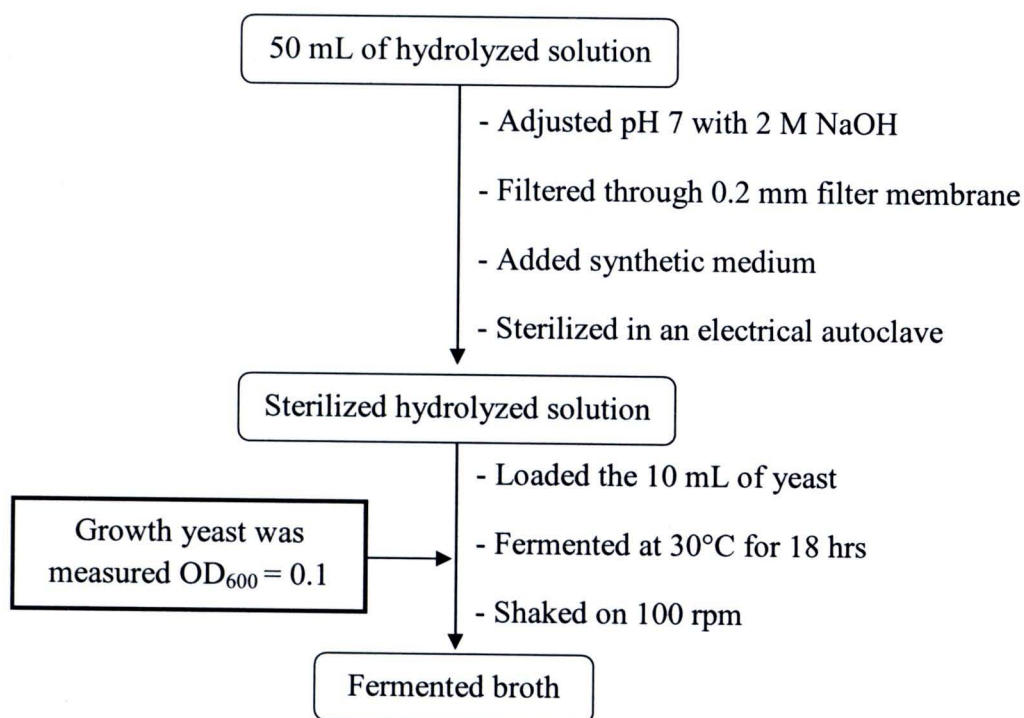 50 mL of hydrolyzed solution
- Adjusted pH 7 with 2 M NaOH
- Filtered through 0.2 mm filter membrane
- Added synthetic medium
- Sterilized in an electrical autoclave
Sterilized hydrolyzed solution
- Loaded the 10 mL of yeast
Growth yeast was
measured OD₆₀₀ = 0.1
- Fermented at 30°C for 18 hrs
- Shaked on 100 rpm
Fermented broth